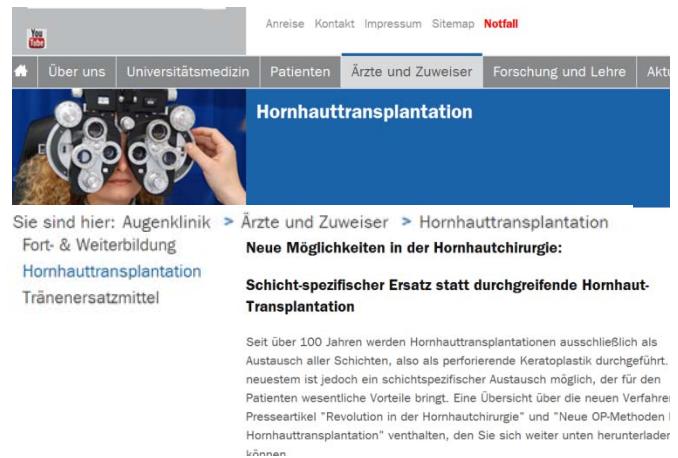 You
Tube
Anreise Kontakt Impressum Sitemap Notfall
Über uns Universitätsmedizin Patienten Ärzte und Zuweiser Forschung und Lehre
Hornhauttransplantation
Sie sind hier: Augenklinik > Ärzte und Zuweiser > Hornhauttransplantation
Fort- & Weiterbildung
Hornhauttransplantation
Tränenersatzmittel
Neue Möglichkeiten in der Hornhautchirurgie:
Schicht-spezifischer Ersatz statt durchgreifende Hornhaut-
Transplantation
Seit über 100 Jahren werden Hornhauttransplantationen ausschließlich als
Austausch aller Schichten, also als perforierende Keratoplastik durchgeführt.
neuestem ist jedoch ein schichtspezifischer Austausch möglich, der für den
Patienten wesentliche Vorteile bringt. Eine Übersicht über die neuen
Presseartikel "Revolution in der Hornhautchirurgie" und "Neue OP-Methoden
Hornhauttransplantation" venthalten, den Sie sich weiter unten
können